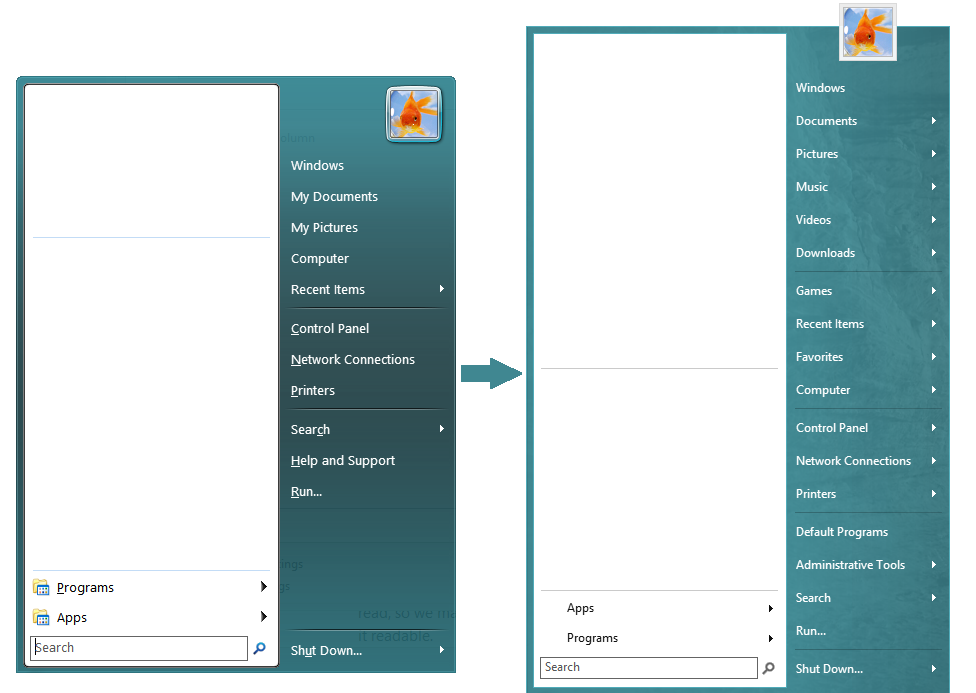 Windows
My Documents
My Pictures
Computer
Recent Items
Control Panel
Network Connections
Printers
Search
Help and Support
Run...
Programs
Apps
Search
it readable.
Shut Down...
Windows
Documents
Pictures
Music
Videos
Downloads
Games
Recent Items
Favorites
Computer
Control Panel
Network Connections
Printers
Default Programs
Administrative Tools
Search
Run...
Apps
Programs
Search
Shut Down...